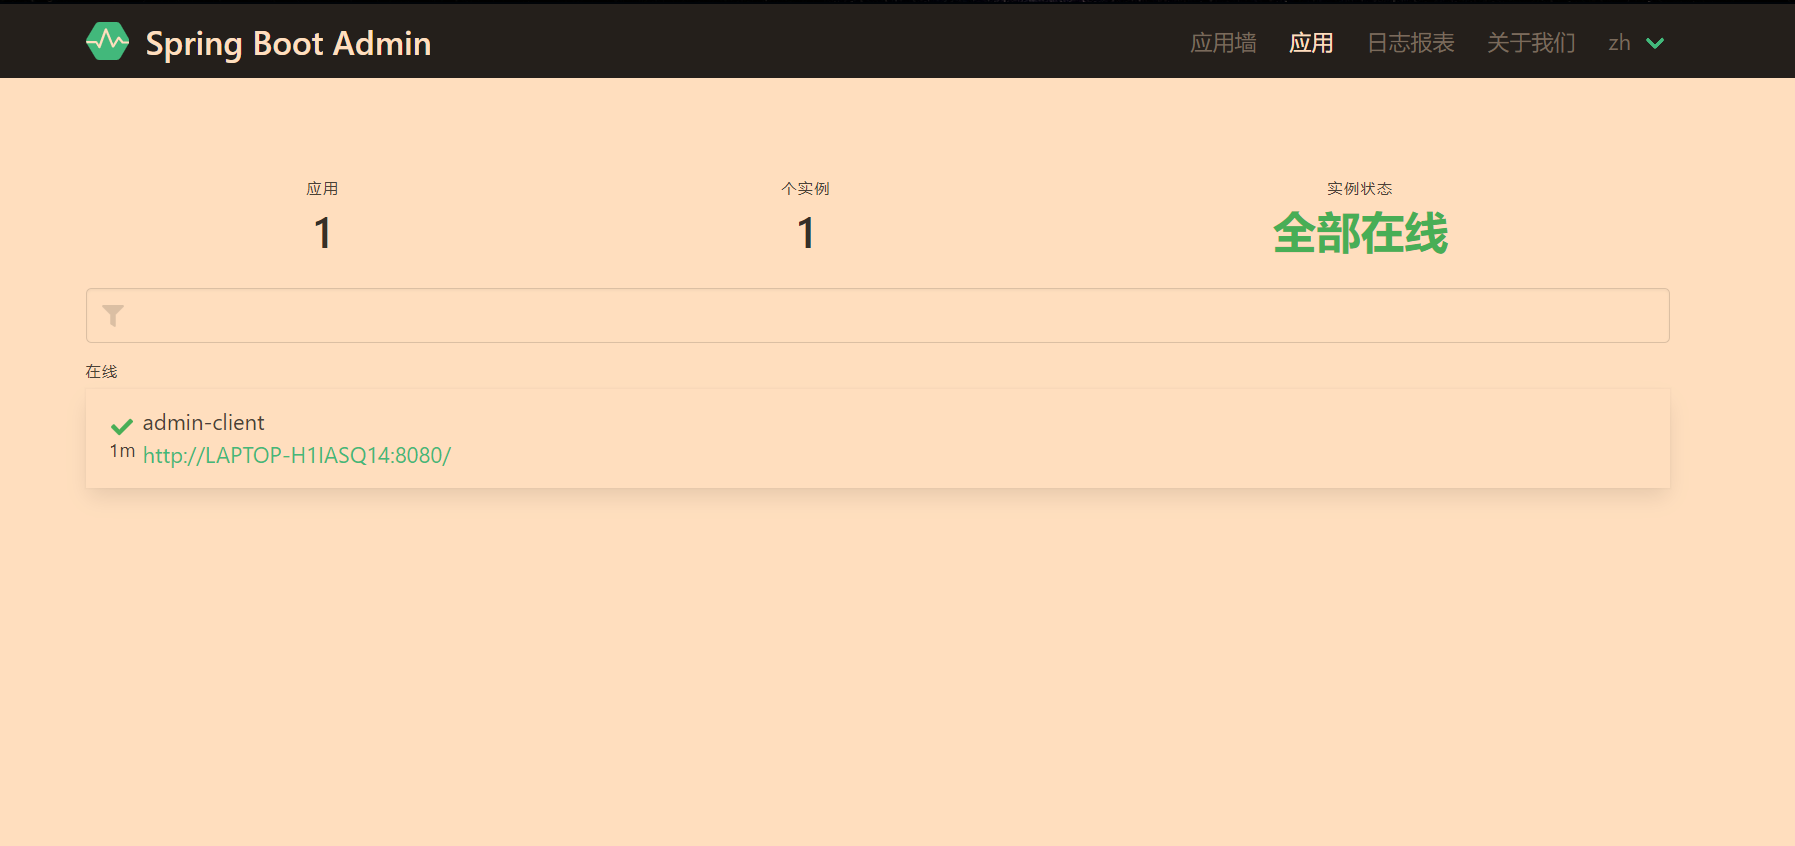 Spring Boot Admin
应用墙 应用 日志报表 关于我们 zh
应用 个实例 实例状态
1 1 全部在线
在线
admin-client
1m http://LAPTOP-H1IASQ14:8080/